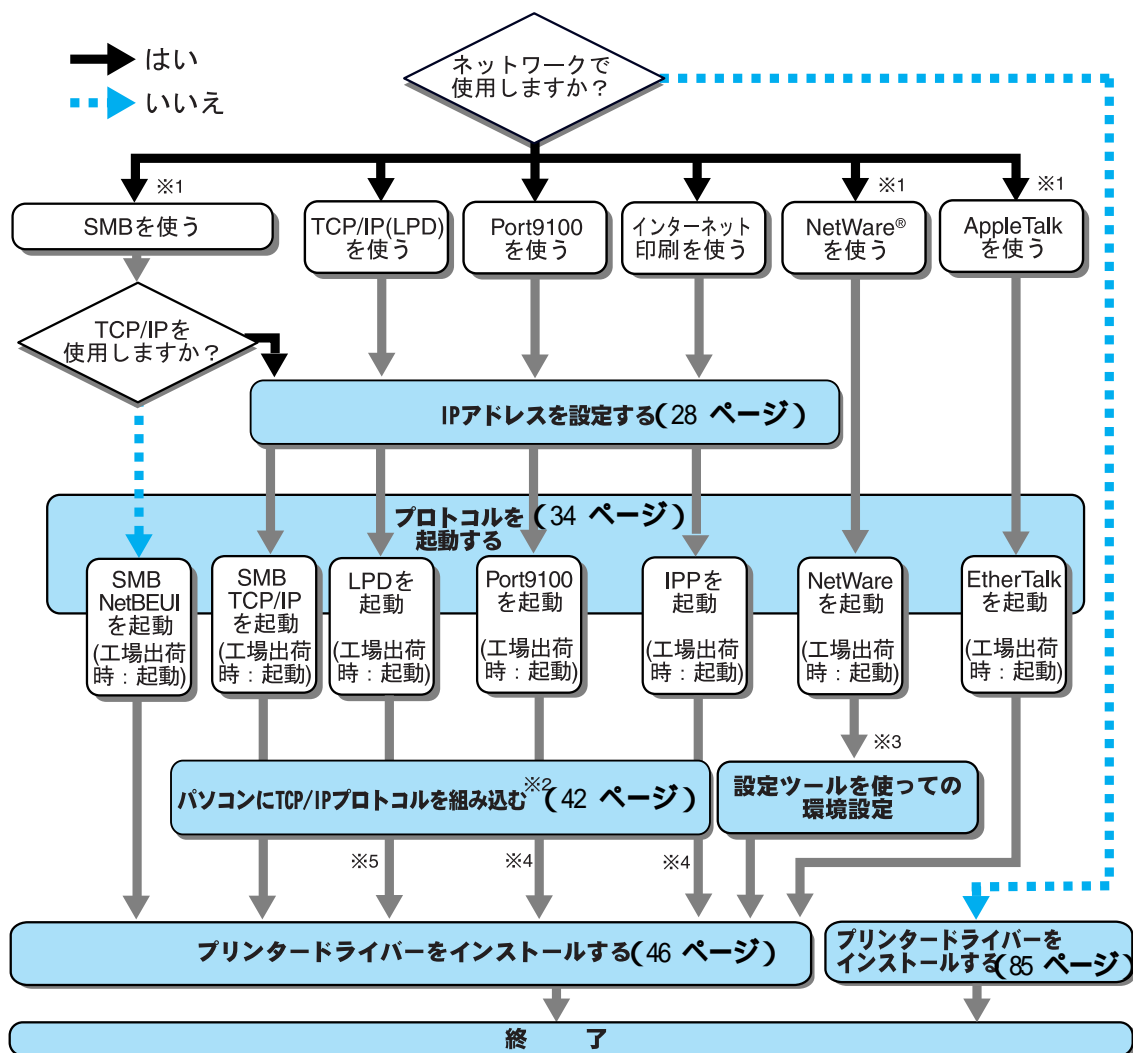 はい
いいえ
ネットワークで
使用しますか？
※1
※1
※1
SMBを使う
TCP/IP(LPD)
を使う
Port9100
を使う
インターネット
印刷を使う
NetWare®
を使う
AppleTalk
を使う
TCP/IPを
使用しますか？
IPアドレスを設定する(28 ページ)
プロトコルを(34 ページ)
起動する
SMB
NetBEUI
を起動
(工場出荷
時：起動)
SMB
TCP/IP
を起動
(工場出荷
時：起動)
LPDを
起動
(工場出荷
時：起動)
Port9100
を起動
(工場出荷
時：起動)
IPPを
起動
(工場出荷
時：起動)
NetWare
を起動
(工場出荷
時：起動)
EtherTalk
を起動
(工場出荷
時：起動)
※3
パソコンにTCP/IPプロトコルを組み込む※2(42 ページ)
設定ツールを使っての
環境設定
※5
※4
※4
プリンタードライバーをインストールする(46 ページ)
プリンタードライバーを
インストールする(85 ページ)
終 了